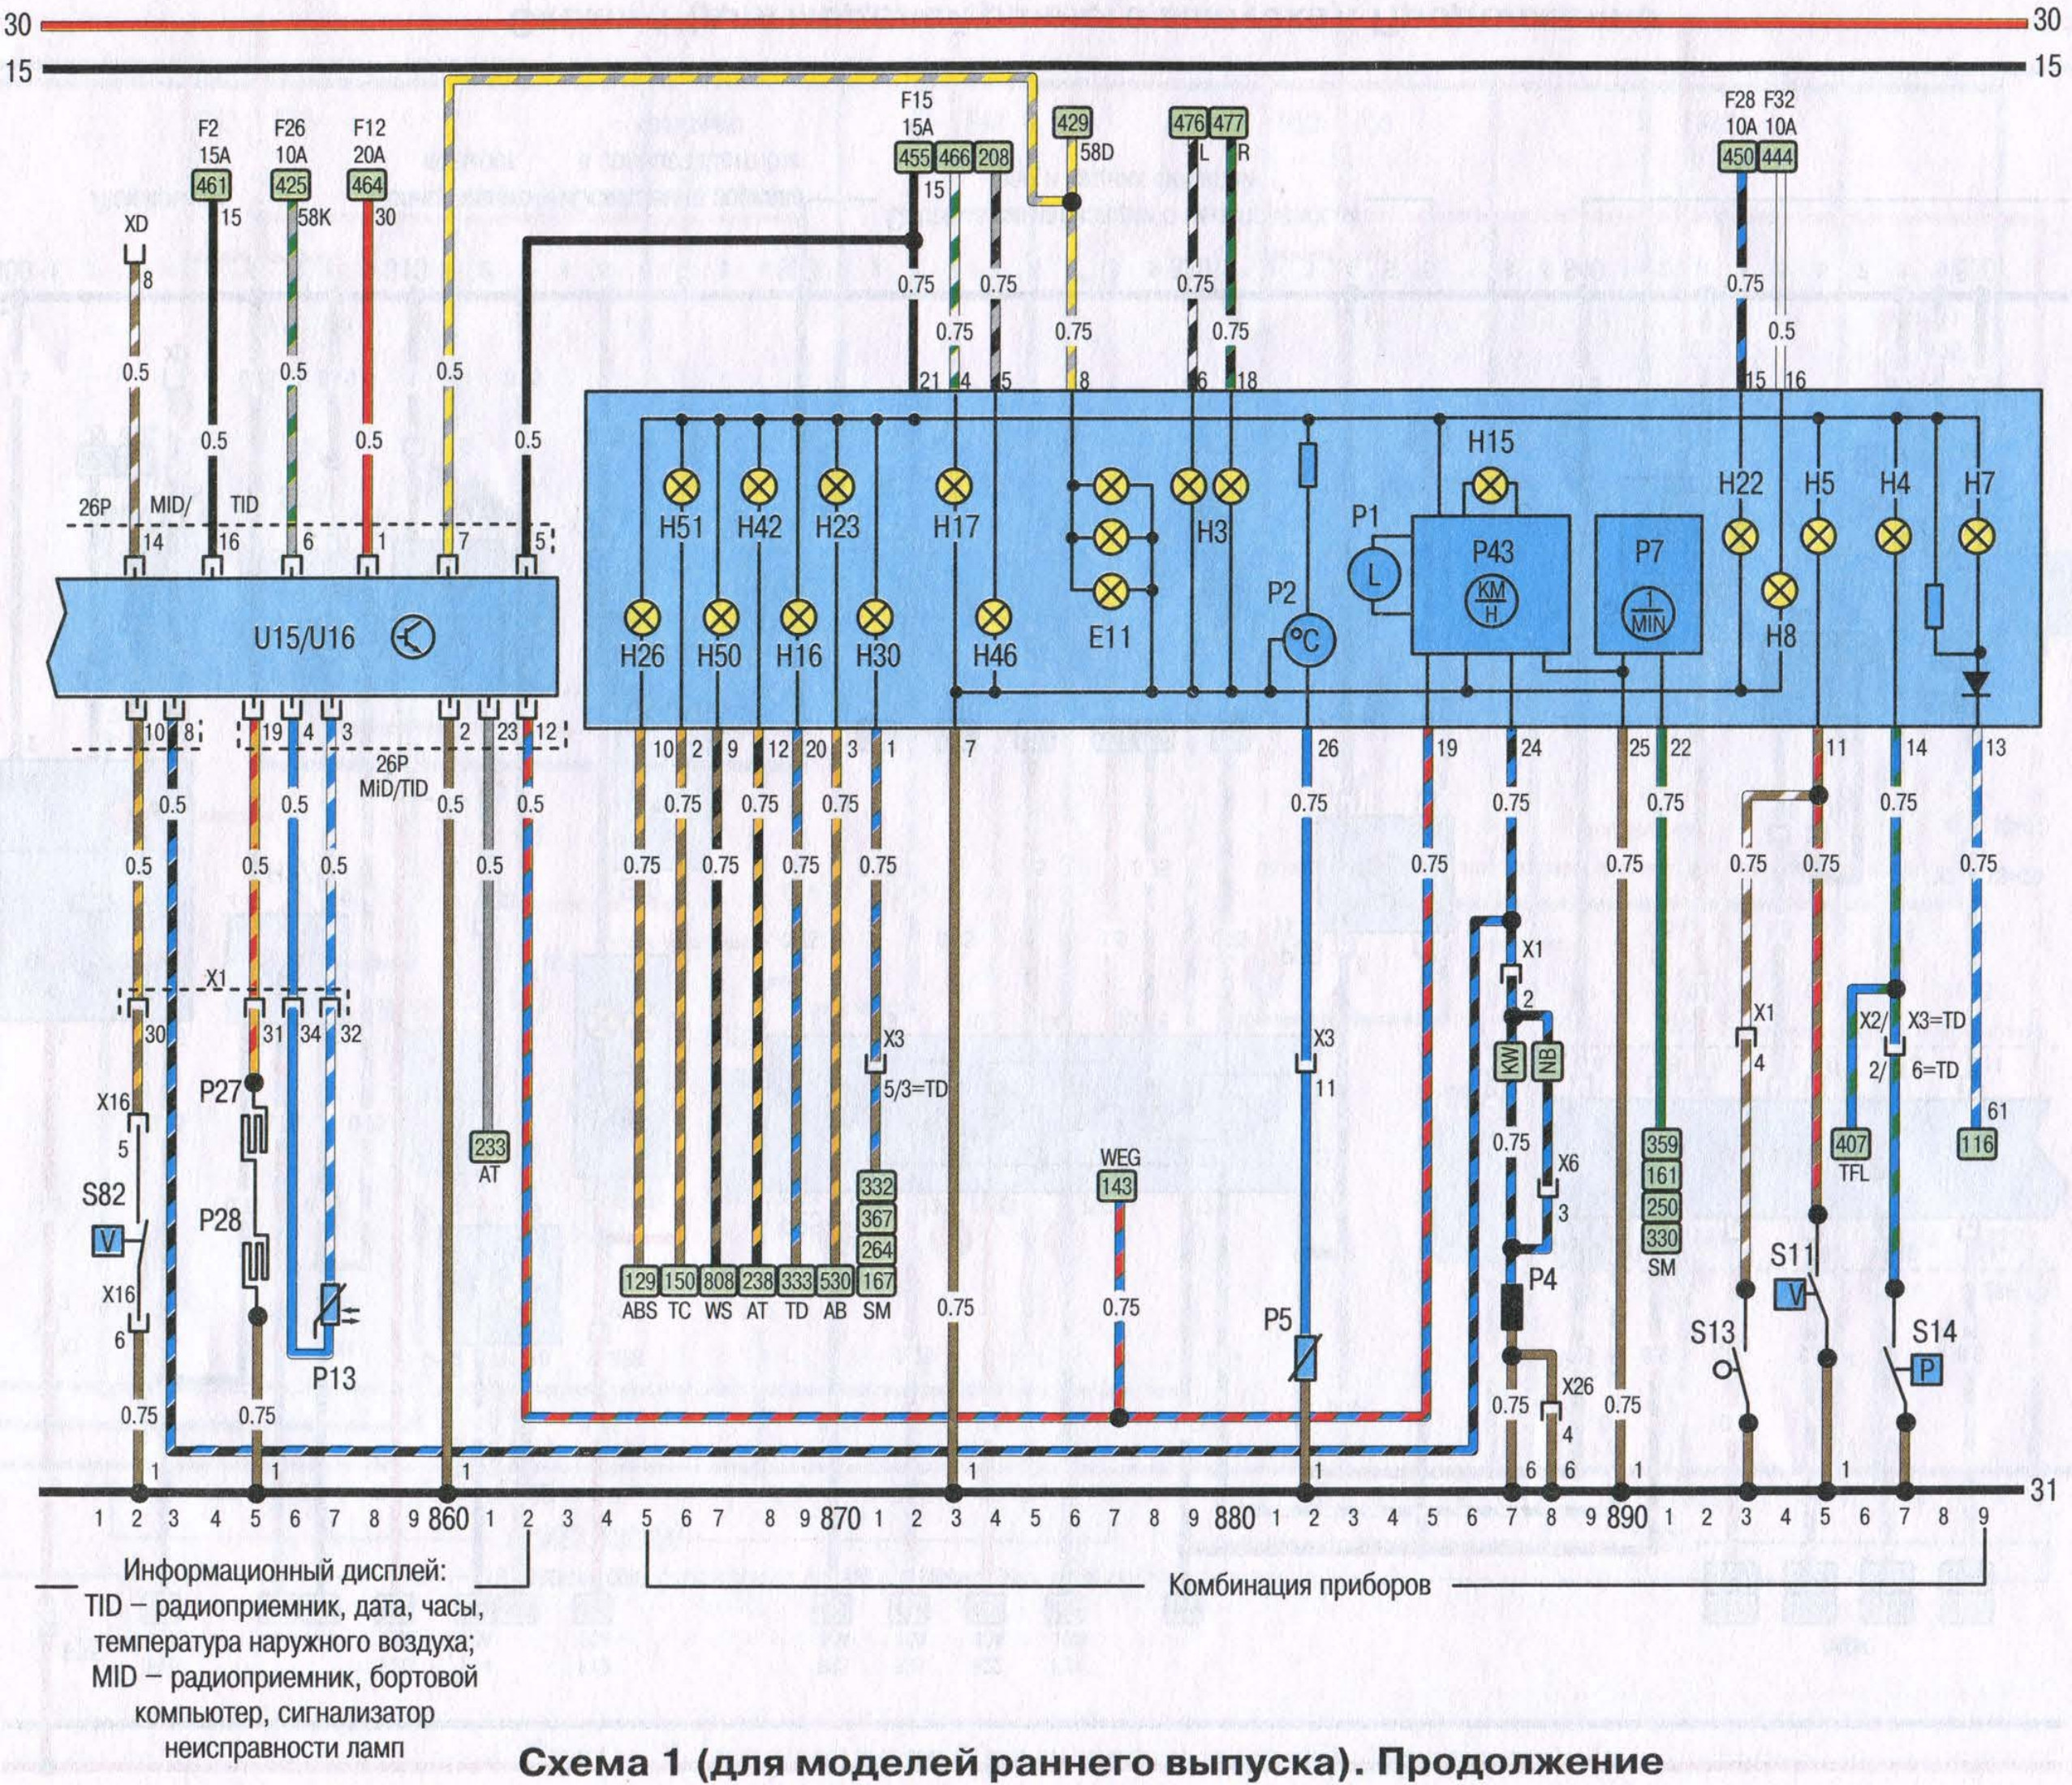 30 30
15 15
F15 F28 F32
15A 10A 10A
F2 F26 F12
15A 10A 20A
429 476 477
455 466 208 58D L R 450 444
461 425 464
15 58K 30 15
XD
8
0.75 0.75 0.75 0.75
0.5 0.5 0.5 0.75 0.75 0.75 0.5
21 4 5 8 6 18 15 16
0.5 0.5 0.5
H15
26P MID/ TID
H51 H42 H23 H17 H3 H22 H5 H4 H7
14 16 6 1 7 5
P1 L P43 P7
KM
H
1
MIN
P2 °C
U15/U16
H26 H50 H16 H30 H46 E11 H8
10 8 19 4 3 2 23 12
26P
MiD/TID
10 2 9 12 20 3 1 7 26 19 24 25 22 11 14 13
0.5 0.5 0.5 0.5 0.75 0.75 0.75 0.75 0.75 0.75 0.75
0.5 0.5 0.5 0.5 0.75 0.75 0.75 0.75 0.75 0.75 0.75 0.75 0.75
X1 X1
2
30 31 34 32
X3 X3 X1 X2/ X3=TD
5/3=TD 11 KW NB 4 2/ 6=TD
P27
X16
5
233
AT
0.75
61
359 407 116
161 TFL
250
330
SM
WEG
143
X6
3
332
367
264
129 150 808 238 333 530 167
ABS TC WS AT TD AB SM
S82
V
P28
X16
6
P13
0.75 0.75
P5
P4
S11
V
S13
S14
P
X26
4
0.75 0.75 0.75 0.75
1 1 1 1 1 6 6 1 1
31
1 2 3 4 5 6 7 8 9 860 1 2 3 4 5 6 7 8 9 870 1 2 3 4 5 6 7 8 9 880 1 2 3 4 5 6 7 8 9 890 1 2 3 4 5 6 7 8 9
Информационный дисплей:
TID – радиоприемник, дата, часы,
температура наружного воздуха;
MID – радиоприемник, бортовой
компьютер, сигнализатор
неисправности ламп
Комбинация приборов
Схема 1 (для моделей раннего выпуска). Продолжение